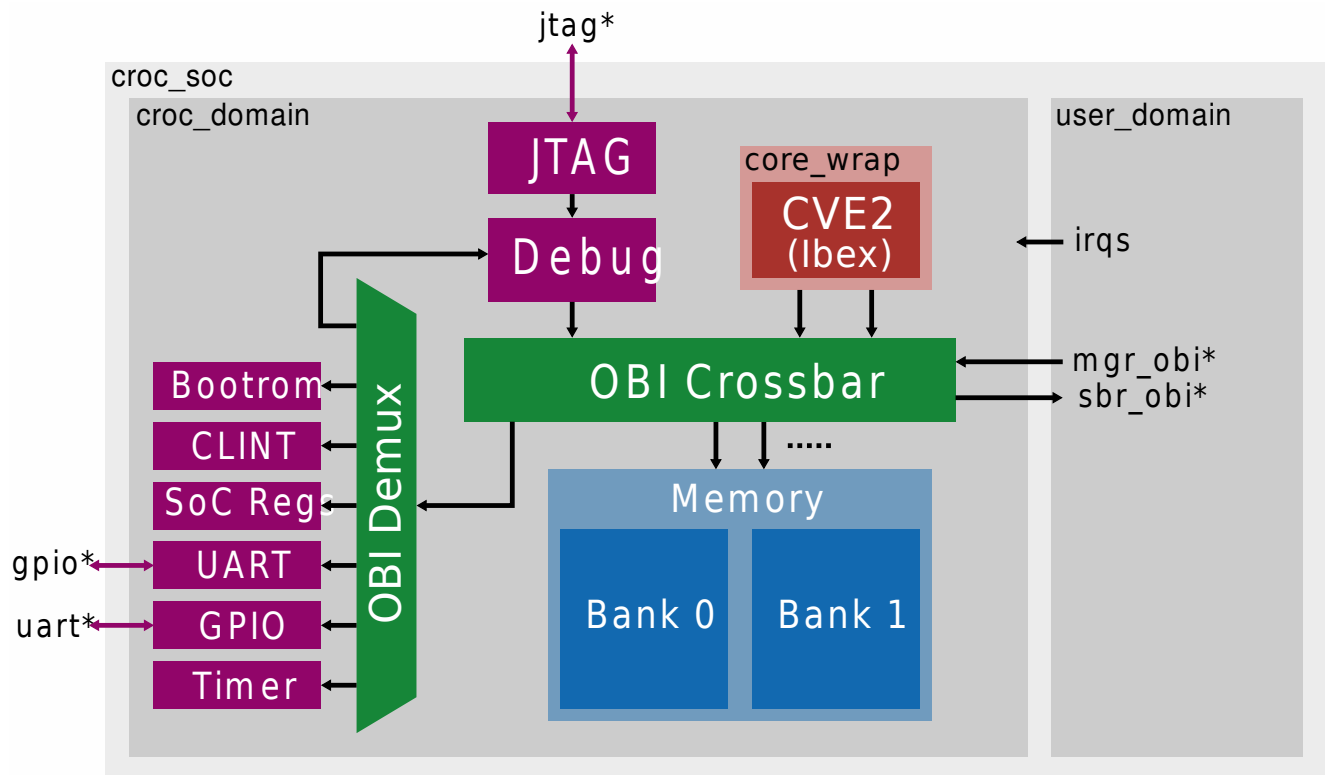 jtag*
croc_soc
croc_domain
user_domain
JTAG
core_wrap
CVE2
(Ibex)
Debug
irqs
OBI Crossbar
mgr_obi*
sbr_obi*
Bootrom
CLINT
SoC Regs
UART
GPIO
Timer
OBI Demux
gpio*
uart*
.....
Memory
Bank 0
Bank 1